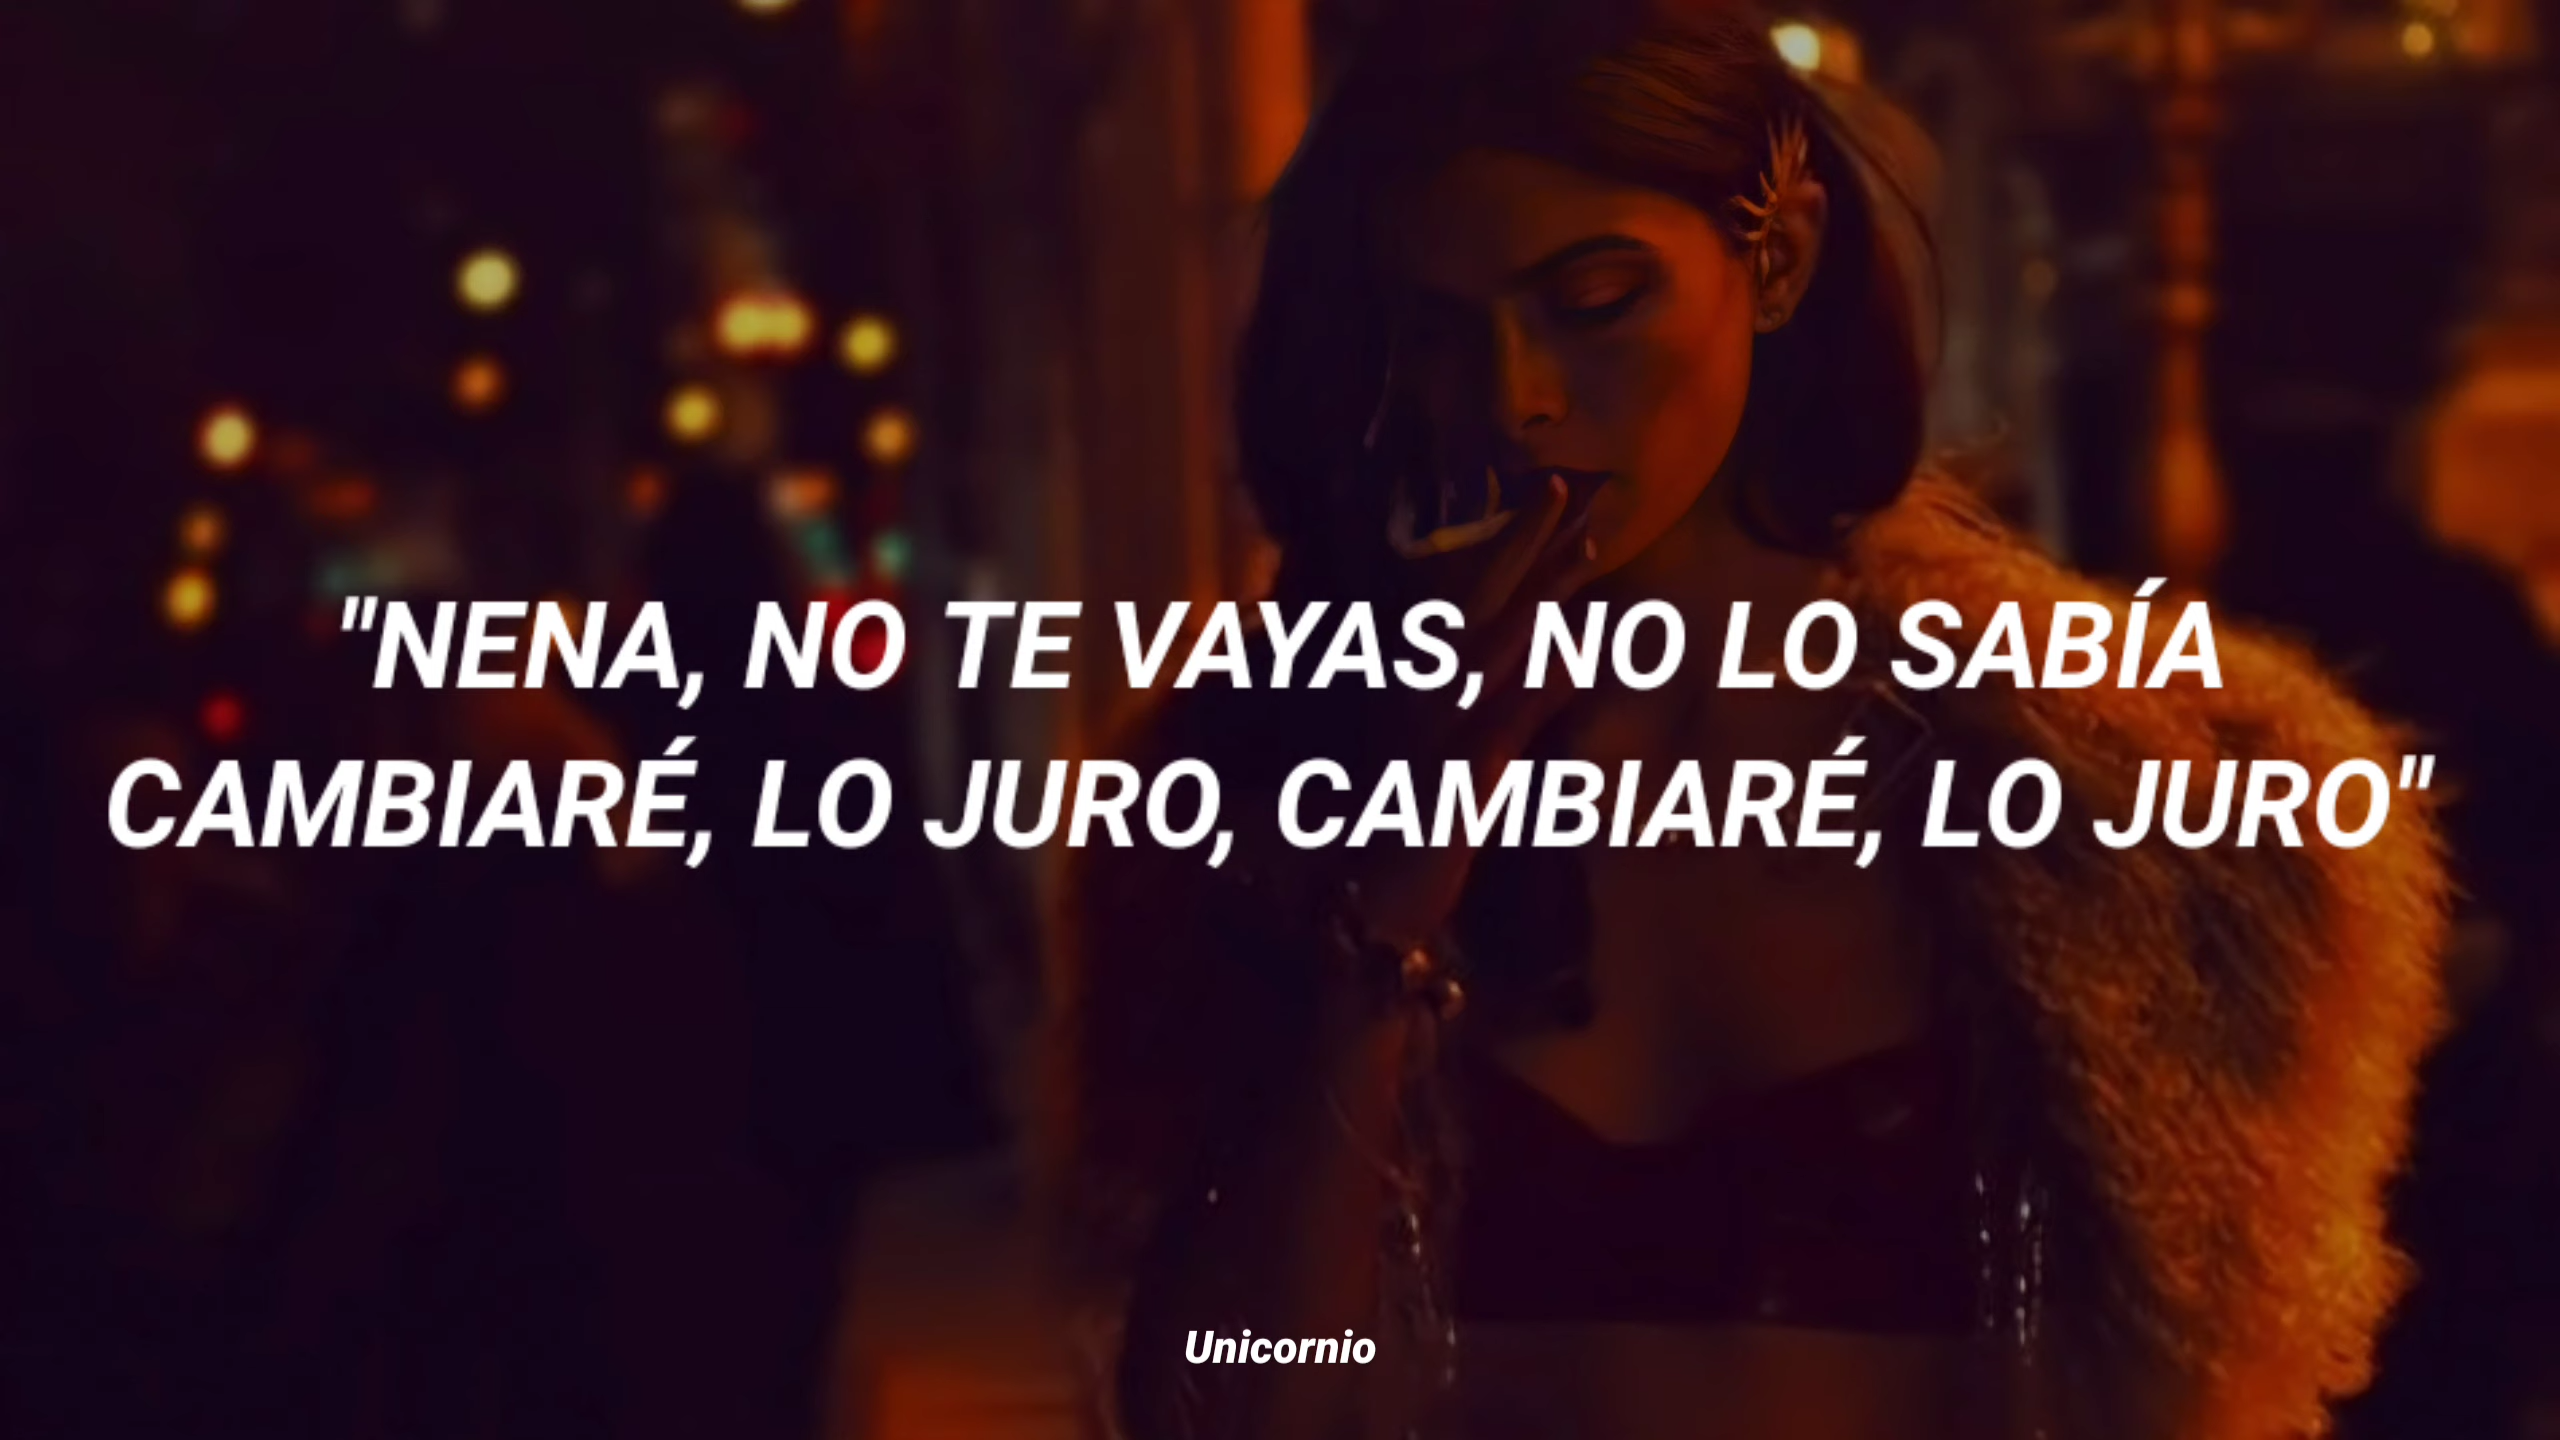 "NENA, NO TE VAYAS, NO LO SABÍA
CAMBIARÉ, LO JURO, CAMBIARÉ, LO JURO"
Unicornio